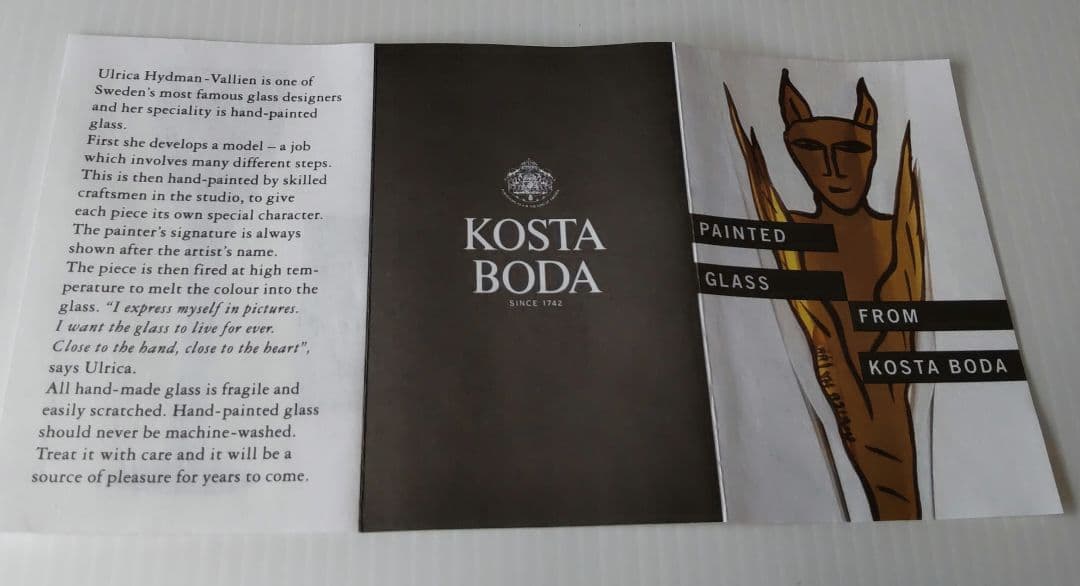 Ulrica Hydman-Vallien is one of
Sweden's most famous glass designers
and her speciality is hand-painted
glass.
First she develops a model – a job
which involves many different steps.
This is then hand-painted by skilled
craftsmen in the studio, to give
each piece its own special character.
The painter's signature is always
shown after the artist's name.
The piece is then fired at high tem-
perature to melt the colour into the
glass. "I express myself in pictures.
I want the glass to live for ever.
Close to the hand, close to the heart",
says Ulrica.
All hand-made glass is fragile and
easily scratched. Hand-painted glass
should never be machine-washed.
Treat it with care and it will be a
source of pleasure for years to come.
KOSTA
BODA
SINCE 1742
PAINTED
GLASS
FROM
KOSTA BODA